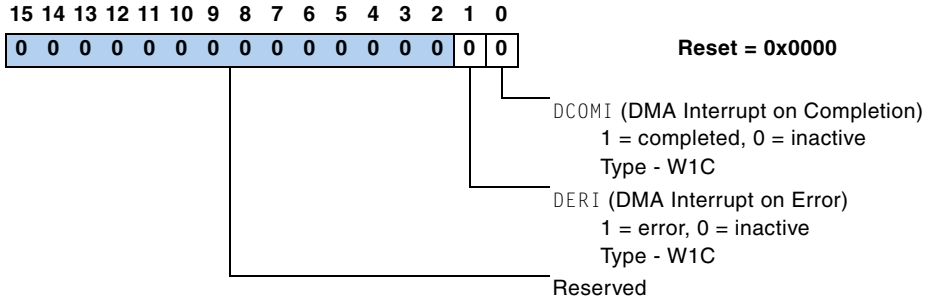 15 14 13 12 11 10 9 8 7 6 5 4 3 2 1 0
0 0 0 0 0 0 0 0 0 0 0 0 0 0 0 0
Reset = 0x0000
DCOMI (DMA Interrupt on Completion)
1 = completed, 0 = inactive
Type - W1C
DERI (DMA Interrupt on Error)
1 = error, 0 = inactive
Type - W1C
Reserved